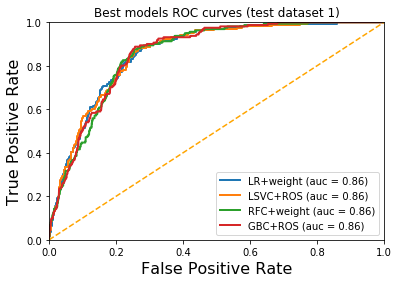 Best models ROC curves (test dataset 1)
True Positive Rate
1.0
0.8
0.6
0.4
0.2
0.0
LR+weight (auc = 0.86)
LSVC+ROS (auc = 0.86)
RFC+weight (auc = 0.86)
GBC+ROS (auc = 0.86)
0.0 0.2 0.4 0.6 0.8 1.0
False Positive Rate